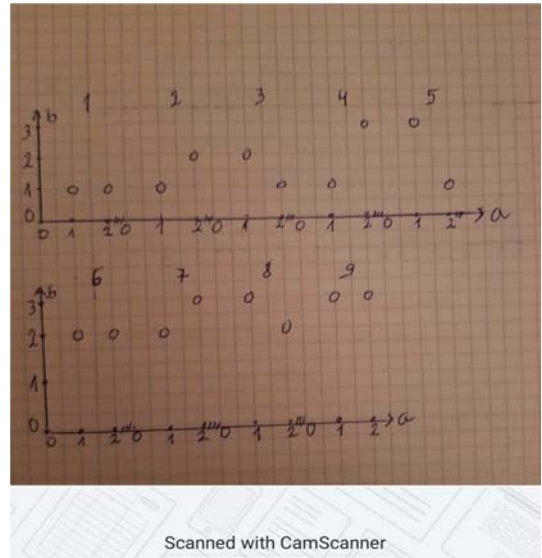 1 2 3 4 5
b
3
2
1
0
0 1 2 0 1 2 0 1 2 0 1 2 0 1 2 a
6 7 8 9
b
3
2
1
0
0 1 2 0 1 2 0 1 2 0 1 2 a
Scanned with CamScanner